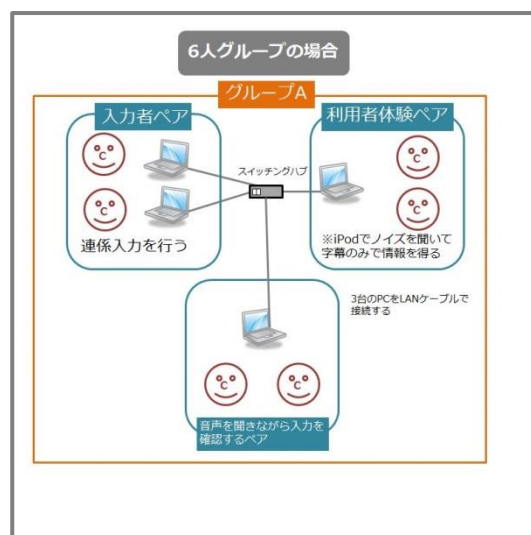 6人グループの場合
グループA
入力者ペア
利用者体験ペア
スイッチングハブ
連係入力を行う
※iPodでノイズを聞いて
字幕のみで情報を得る
3台のPCをLANケーブルで
接続する
音声を聞きながら入力を
確認するペア